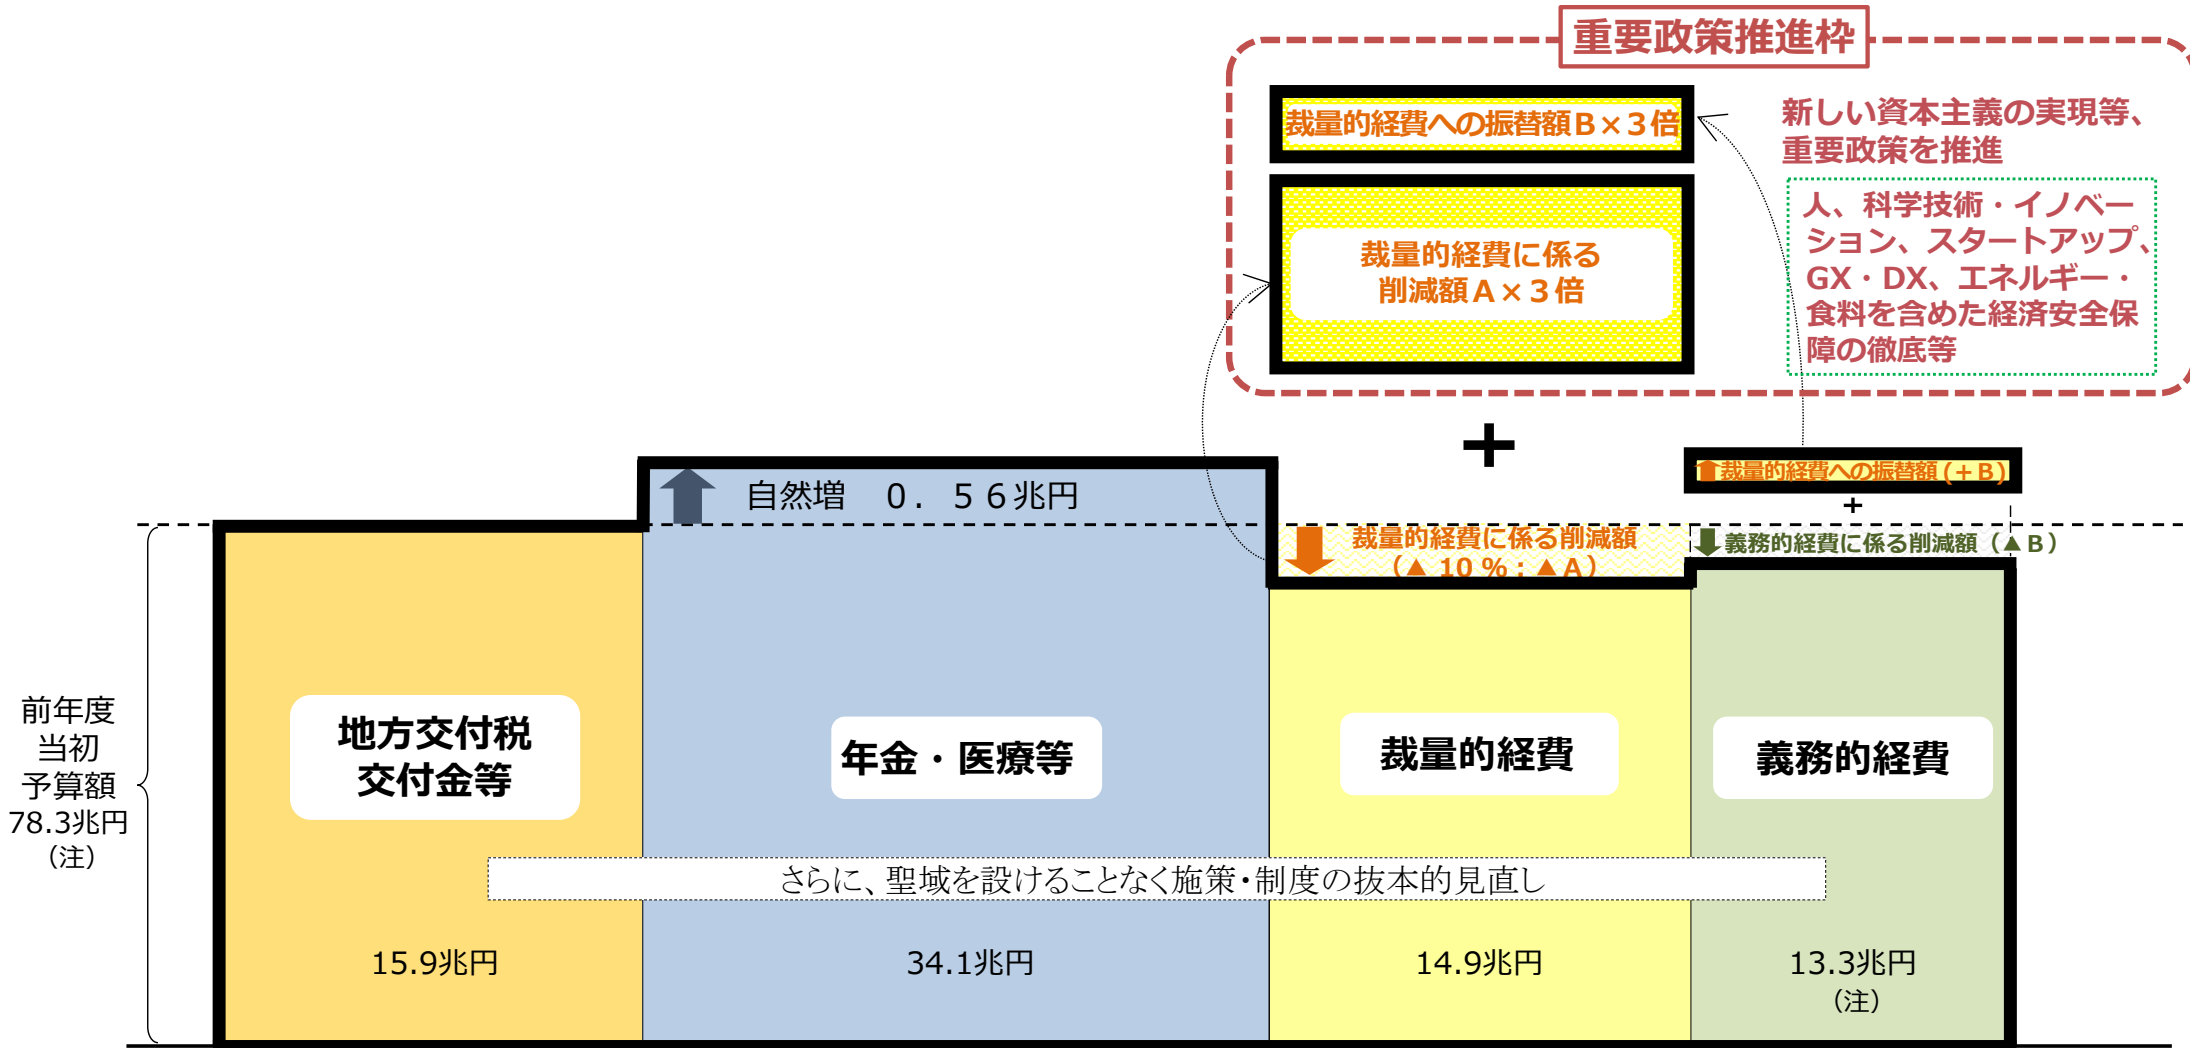 重要政策推進枠
裁量的経費への振替額B×3倍
新しい資本主義の実現等、
重要政策を推進
裁量的経費に係る
削減額A×3倍
人、科学技術・イノベー
ション、スタートアップ、
GX・DX、エネルギー・
食料を含めた経済安全保
障の徹底等
+
裁量的経費への振替額(+B)
+
自然増 0.56兆円
裁量的経費に係る削減額
(▲10%:▲A)
義務的経費に係る削減額(▲B)
前年度
当初
予算額
78.3兆円
(注)
地方交付税
交付金等
年金・医療等
裁量的経費
義務的経費
さらに、聖域を設けることなく施策・制度の抜本的見直し
15.9兆円
34.1兆円
14.9兆円
13.3兆円
(注)